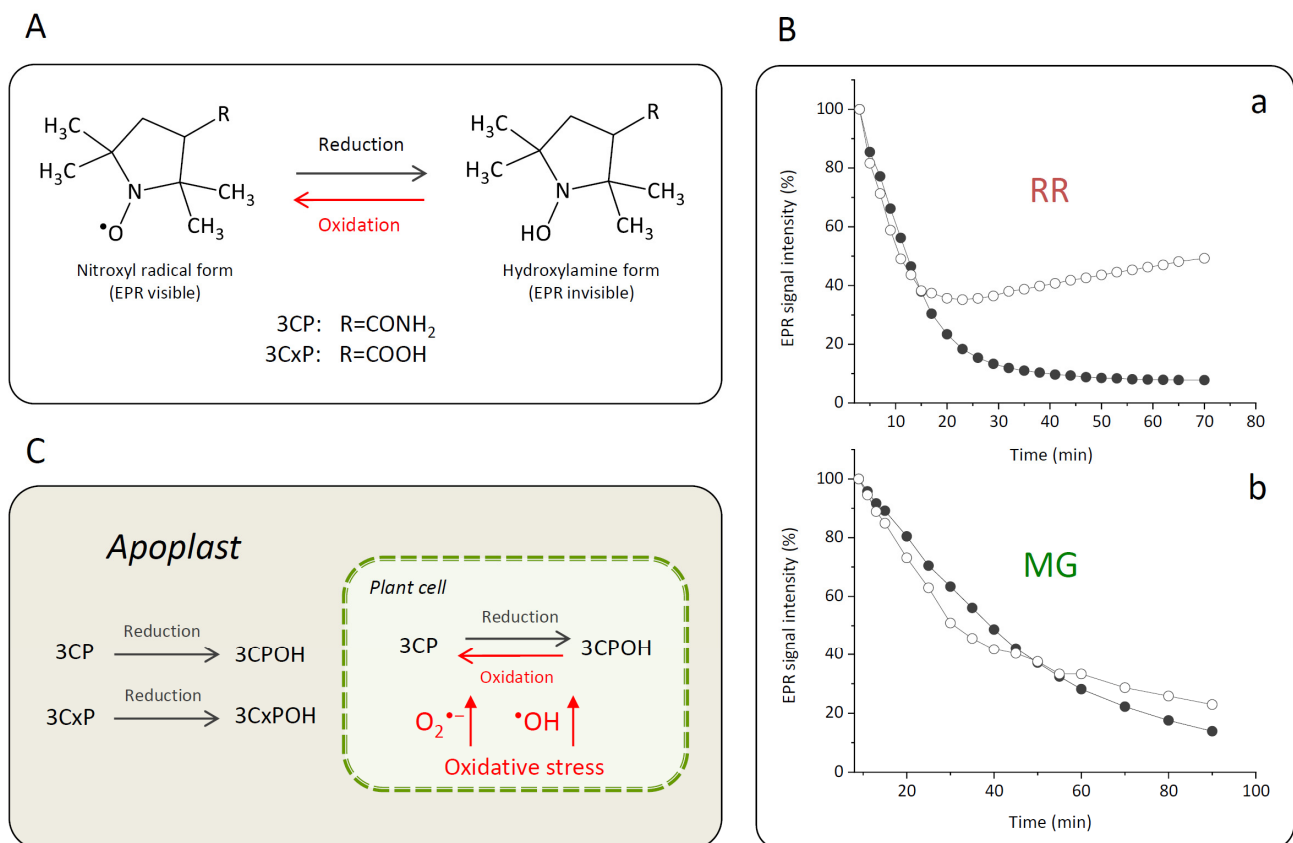 A
H₃C
H₃C
N
•O
R
CH₃
CH₃
Nitroxyl radical form
(EPR visible)
Reduction
Oxidation
H₃C
H₃C
N
HO
R
CH₃
CH₃
Hydroxylamine form
(EPR invisible)
3CP: R=CONH₂
3CxP: R=COOH
B
a
RR
EPR signal intensity (%)
100
80
60
40
20
0
10 20 30 40 50 60 70 80
Time (min)
b
MG
EPR signal intensity (%)
100
80
60
40
20
0
20 40 60 80 100
Time (min)
C
Apoplast
3CP Reduction 3CPOH
3CxP Reduction 3CxPOH
Plant cell
3CP Reduction 3CPOH
Oxidation
O₂•– •OH
Oxidative stress